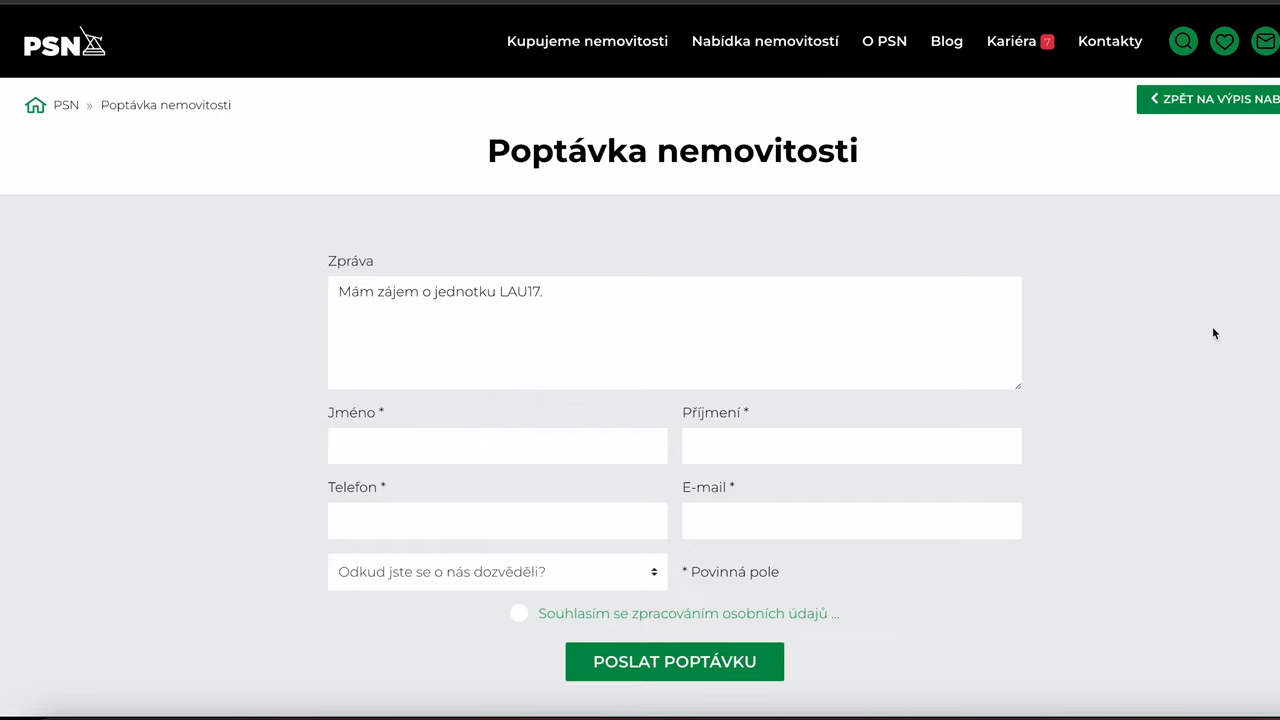 PSN
Kupujeme nemovitosti Nabídka nemovitostí O PSN Blog Kariéra 7 Kontakty
PSN » Poptávka nemovitosti
ZPĚT NA VÝPIS NAB
Poptávka nemovitosti
Zpráva
Mám zájem o jednotku LAU17.
Jméno * Příjmení *
Telefon * E-mail *
Odkud jste se o nás dozvěděli? * Povinná pole
Souhlasím se zpracováním osobních údajů ...
POSLAT POPTÁVKU